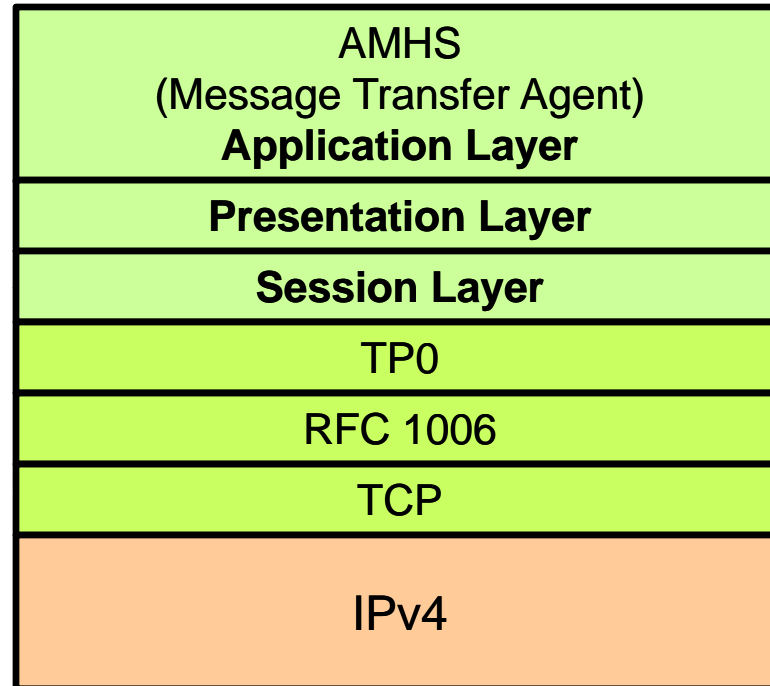 AMHS
(Message Transfer Agent)
Application Layer
Presentation Layer
Session Layer
TP0
RFC 1006
TCP
IPv4